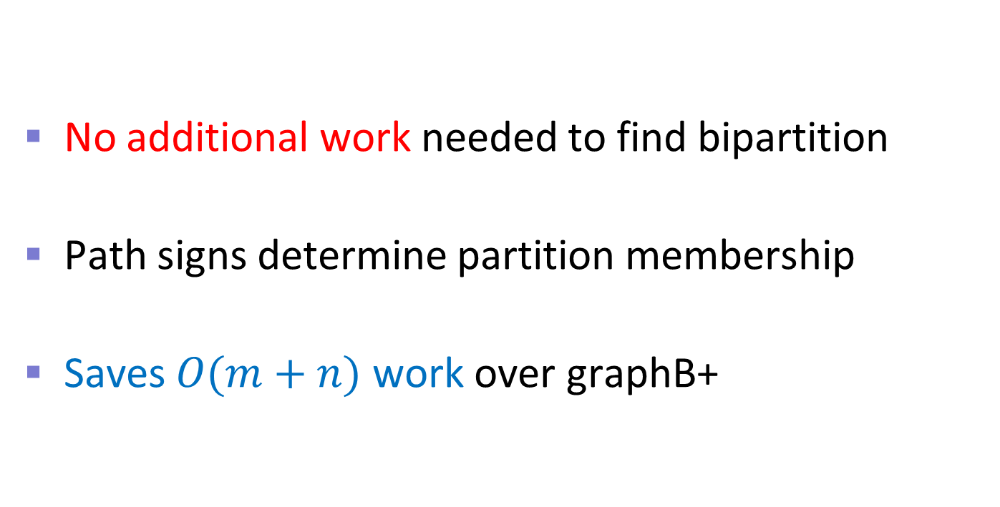 No additional work needed to find bipartition
Path signs determine partition membership
Saves O(m + n) work over graphB+